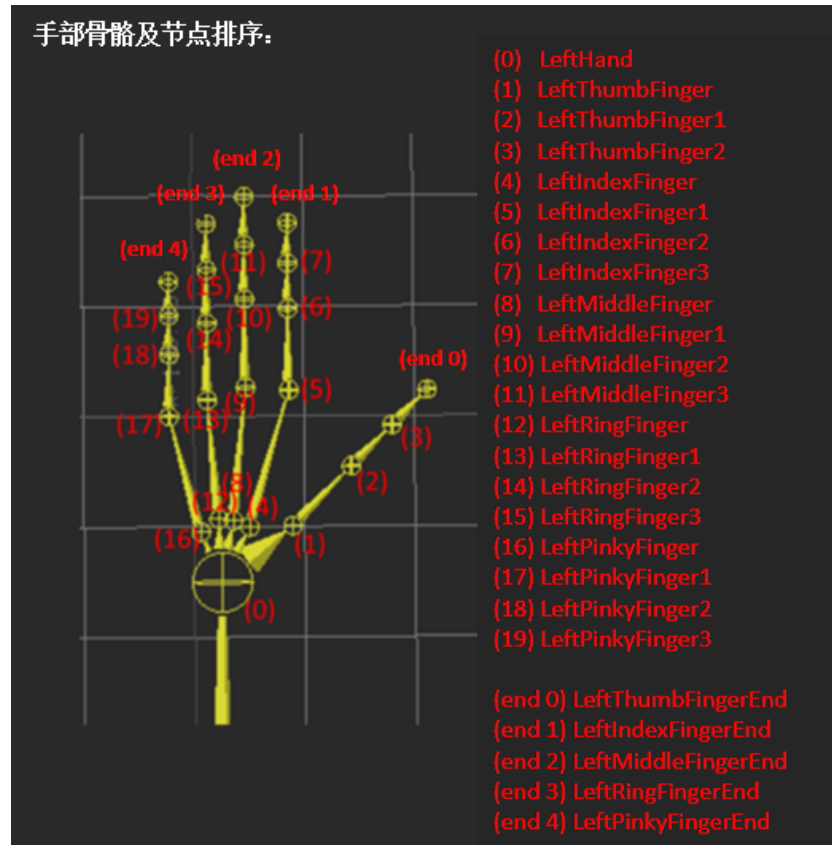 手部骨骼及节点排序：
(end 2)
(end 3)
(end 1)
(end 4)
(11)
(7)
(15)
(19)
(10)
(6)
(14)
(18)
(end 0)
(9)
(5)
(17)
(13)
(3)
(2)
(8)
(12)
(4)
(16)
(1)
(0)
(0) LeftHand
(1) LeftThumbFinger
(2) LeftThumbFinger1
(3) LeftThumbFinger2
(4) LeftIndexFinger
(5) LeftIndexFinger1
(6) LeftIndexFinger2
(7) LeftIndexFinger3
(8) LeftMiddleFinger
(9) LeftMiddleFinger1
(10) LeftMiddleFinger2
(11) LeftMiddleFinger3
(12) LeftRingFinger
(13) LeftRingFinger1
(14) LeftRingFinger2
(15) LeftRingFinger3
(16) LeftPinkyFinger
(17) LeftPinkyFinger1
(18) LeftPinkyFinger2
(19) LeftPinkyFinger3
(end 0) LeftThumbFingerEnd
(end 1) LeftIndexFingerEnd
(end 2) LeftMiddleFingerEnd
(end 3) LeftRingFingerEnd
(end 4) LeftPinkyFingerEnd